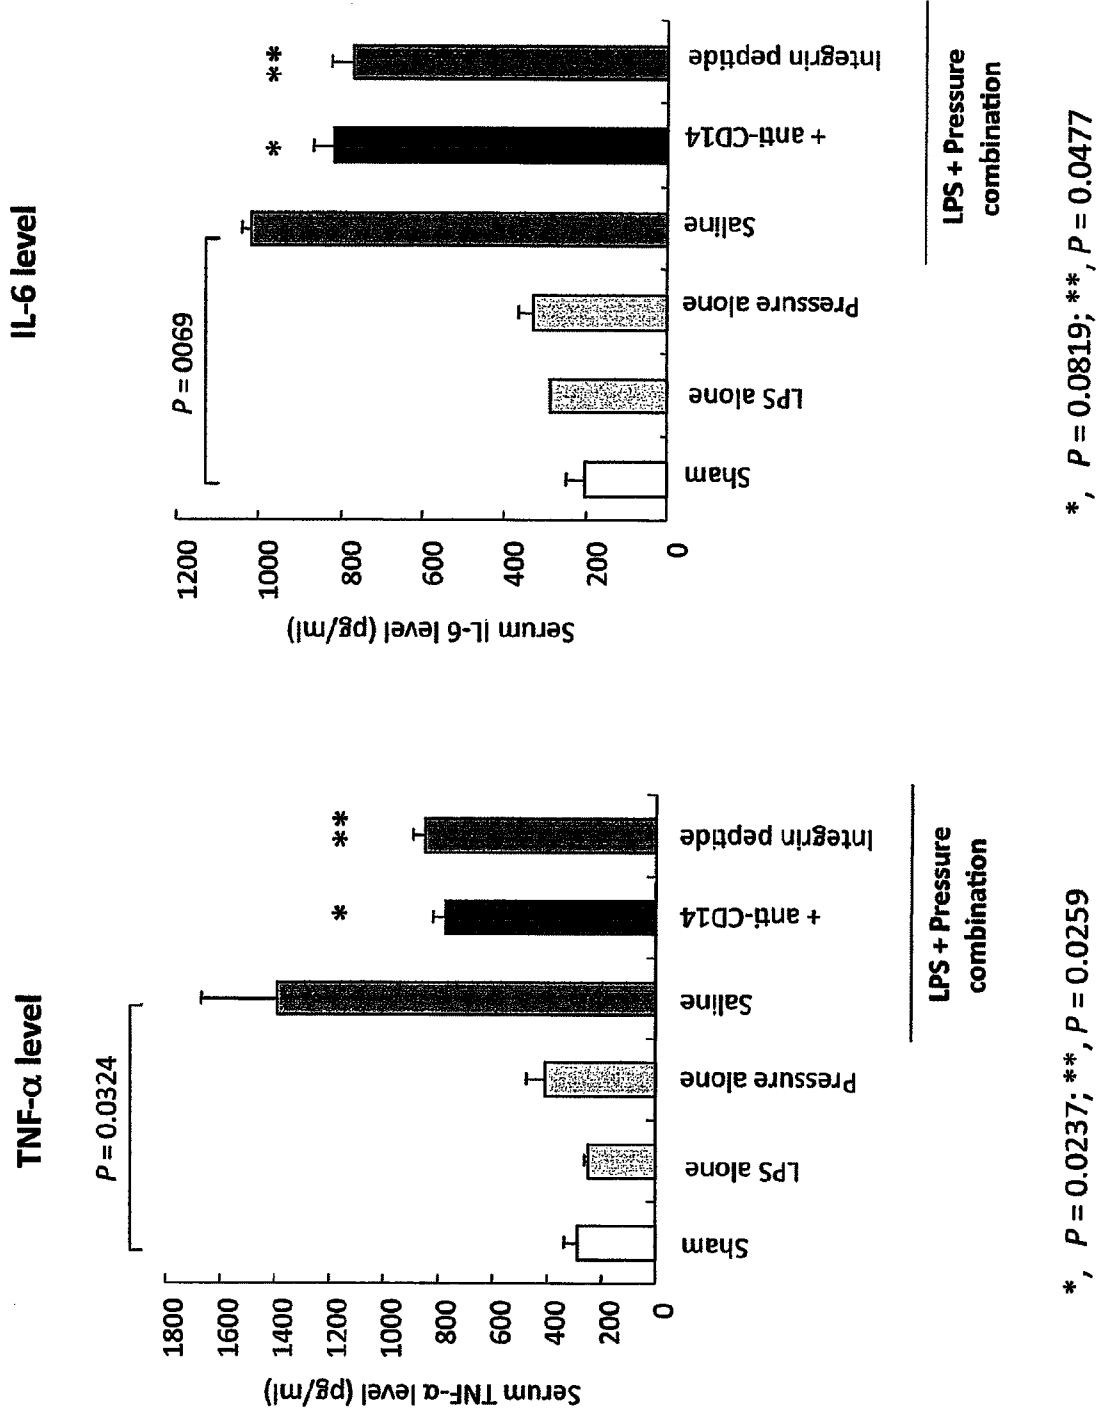 TNF-α level
P = 0.0324
Serum TNF-α level (pg/ml)
1800
1600
1400
1200
1000
800
600
400
200
0
Sham
LPS alone
Pressure alone
Saline
+ anti-CD14
Integrin peptide
*
**
LPS + Pressure
combination
*, P = 0.0237; **, P = 0.0259
IL-6 level
P = 0069
Serum IL-6 level (pg/ml)
1200
1000
800
600
400
200
0
Sham
LPS alone
Pressure alone
Saline
+ anti-CD14
Integrin peptide
*
**
LPS + Pressure
combination
*, P = 0.0819; **, P = 0.0477